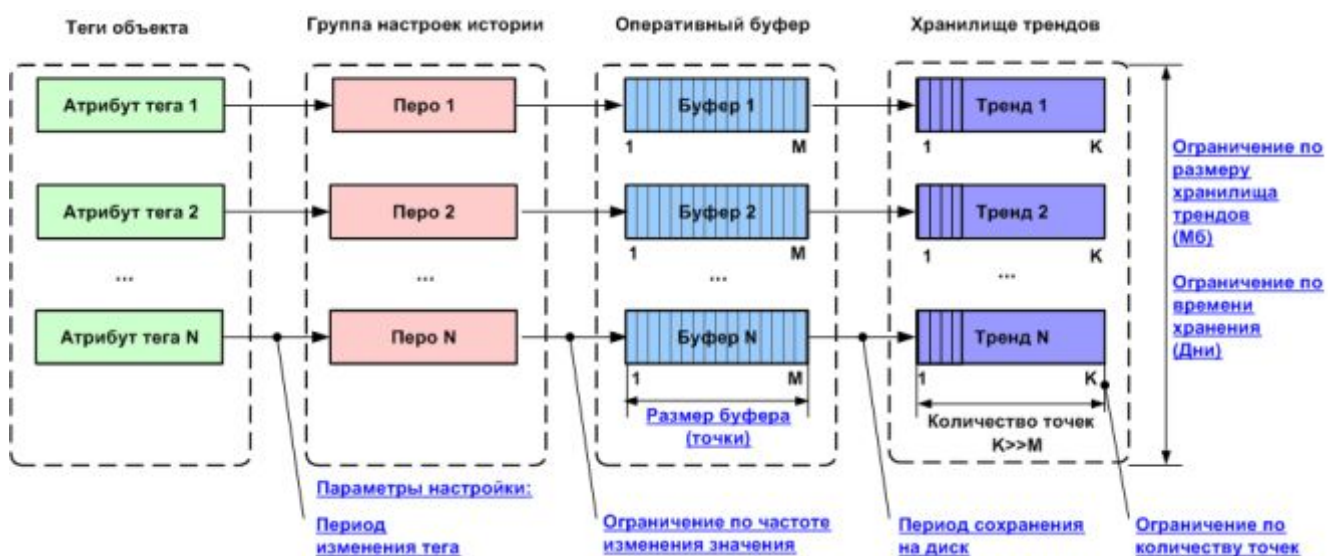 Теги объекта
Группа настроек истории
Оперативный буфер
Хранилище трендов
Атрибут тега 1
Перо 1
Буфер 1
Тренд 1
1
M
1
K
Атрибут тега 2
Перо 2
Буфер 2
Тренд 2
1
M
1
K
...
...
...
...
Атрибут тега N
Перо N
Буфер N
Тренд N
1
M
1
K
Размер буфера
(точки)
Количество точек
K>>M
Ограничение по
размеру
хранилища
трендов
(Мб)
Ограничение по
времени
хранения
(Дни)
Параметры настройки:
Период
изменения тега
Ограничение по частоте
изменения значения
Период сохранения
на диск
Ограничение по
количеству точек